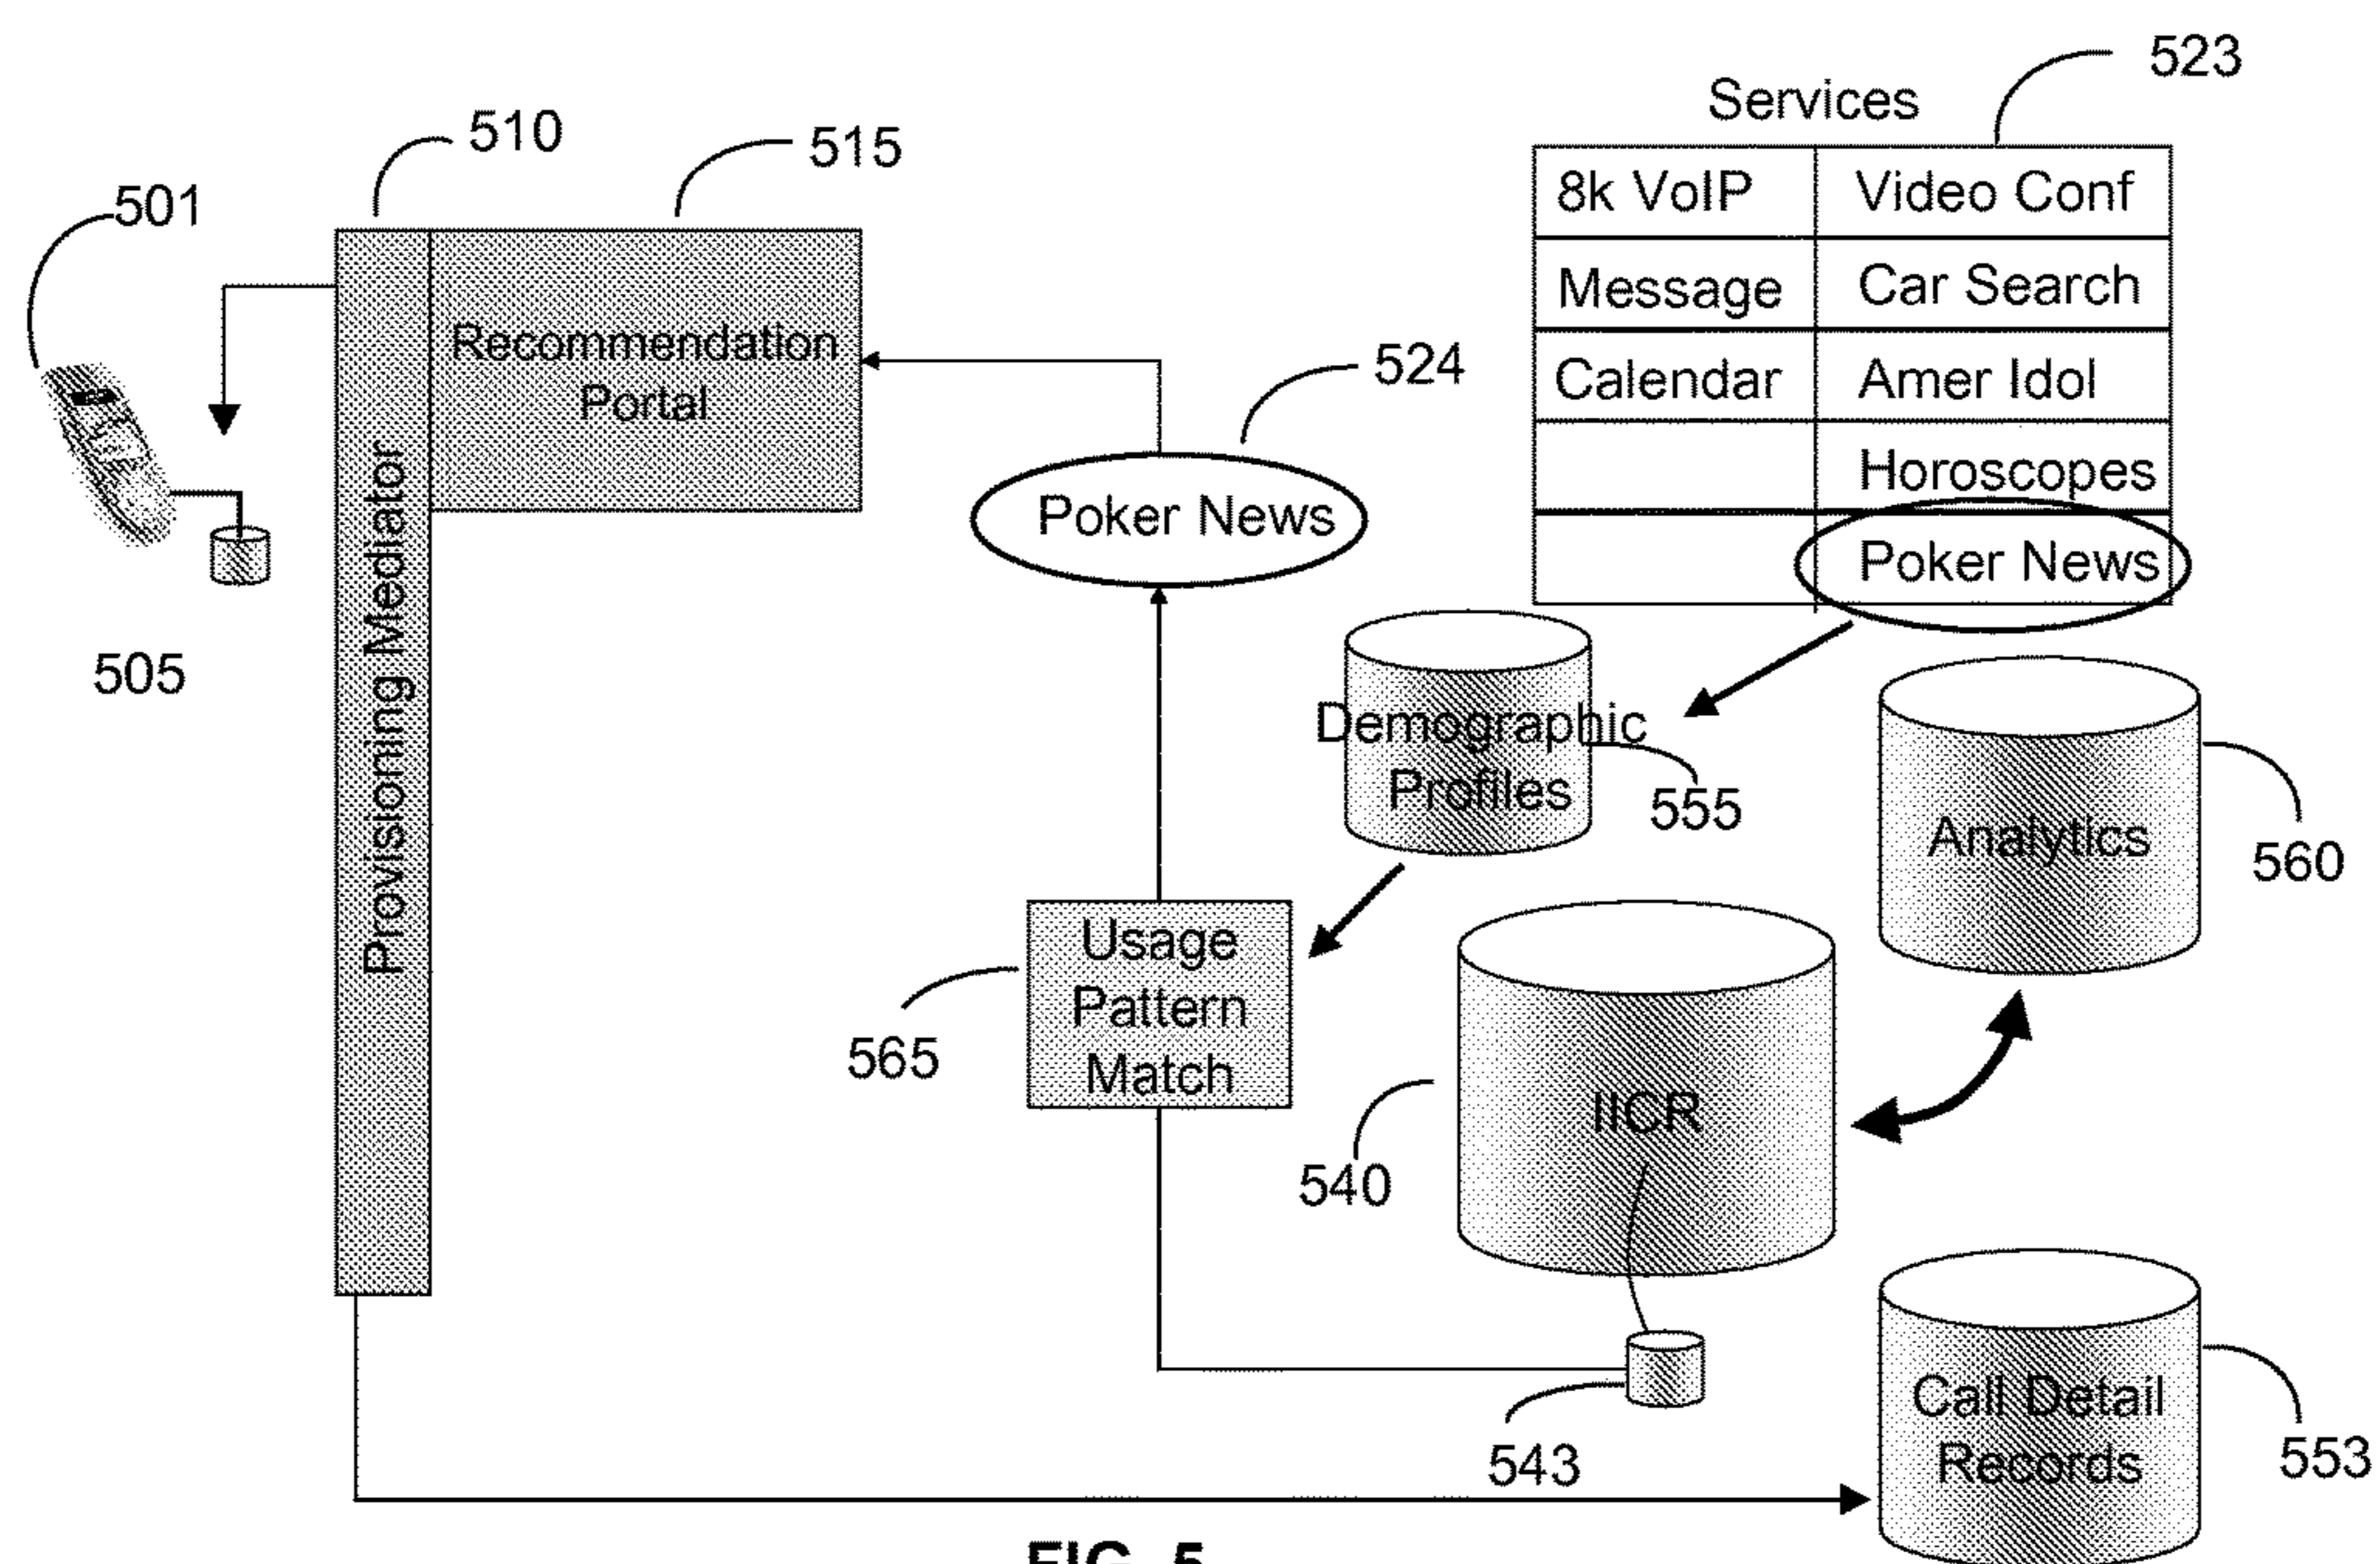 523
Services
510
515
501
8k VoIP Video Conf
Message Car Search
Calendar Amer Idol
Horoscopes
Poker News
Recommendation
Portal
524
Poker News
Provisioning Mediator
505
Demographic
Profiles
555
Analytics
560
Usage
Pattern
Match
565
IICR
540
543
Call Detail
Records
553
FIG. 5